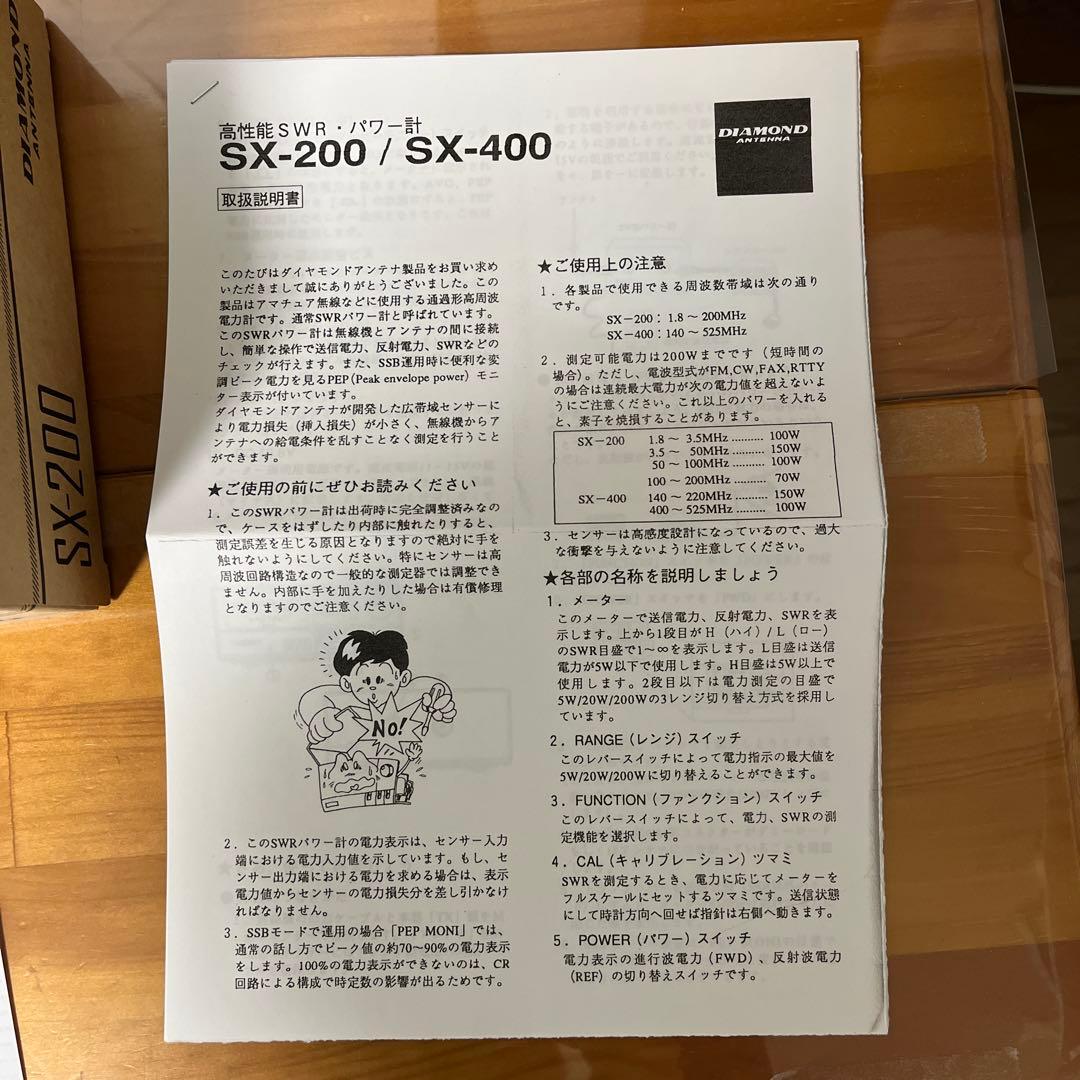 DIAMOND
ANTENNA
SX-200
高性能SWR・パワー計
SX-200 / SX-400
取扱説明書
DIAMOND
ANTENNA
このたびはダイヤモンドアンテナ製品をお買い求め
いただきまして誠にありがとうございました。この
製品はアマチュア無線などに使用する通過形高周波
電力計です。通常SWRパワー計と呼ばれています。
このSWRパワー計は無線機とアンテナの間に接続
し、簡単な操作で送信電力、反射電力、SWRなどの
チェックが行えます。また、SSB運用時に便利な変
調ピーク電力を見るPEP(Peak envelope power)モニ
ター表示が付いています。
ダイヤモンドアンテナが開発した広帯域センサーに
より電力損失（挿入損失）が小さく、無線機からア
ンテナへの給電条件を乱すことなく測定を行うこと
ができます。
★ご使用の前にぜひお読みください
1．このSWRパワー計は出荷時に完全調整済みなの
で、ケースをはずしたり内部に触れたりすると、
測定誤差を生じる原因となりますので絶対に手を
触れないようにしてください。特にセンサーは高
周波回路構造なので一般的な測定器では調整でき
ません。内部に手を加えたりした場合は有償修理
となりますのでご注意ください。
No!
2．このSWRパワー計の電力表示は、センサー入力
端における電力入力値を示しています。もし、セ
ンサー出力端における電力を求める場合は、表示
電力値からセンサーの電力損失分を差し引かなけ
ればなりません。
3．SSBモードで運用の場合「PEP MONI」では、
通常の話し方でピーク値の約70～90%の電力表示
をします。100%の電力表示ができないのは、CR
回路による構成で時定数の影響が出るためです。
★ご使用上の注意
1．各製品で使用できる周波数帯域は次の通り
です。
SX−200：1.8 ～ 200MHz
SX−400：140 ～ 525MHz
2．測定可能電力は200Wまでです（短時間の
場合）。ただし、電波型式がFM,CW,FAX,RTTY
の場合は連続最大電力が次の電力値を超えないよ
うにご注意ください。これ以上のパワーを入れる
と、素子を焼損することがあります。
SX−200 1.8 ～ 3.5MHz .......... 100W
3.5 ～ 50MHz .......... 150W
50 ～ 100MHz .......... 100W
100 ～ 200MHz .......... 70W
SX−400 140 ～ 220MHz .......... 150W
400 ～ 525MHz .......... 100W
3．センサーは高感度設計になっているので、過大
な衝撃を与えないように注意してください。
★各部の名称を説明しましょう
1．メーター
このメーターで送信電力、反射電力、SWRを表
示します。上から1段目がH（ハイ）/L（ロー）
のSWR目盛で1～∞を表示します。L目盛は送信
電力が5W以下で使用します。H目盛は5W以上で
使用します。2段目以下は電力測定の目盛で
5W/20W/200Wの3レンジ切り替え方式を採用し
ています。
2．RANGE（レンジ）スイッチ
このレバースイッチによって電力指示の最大値を
5W/20W/200Wに切り替えることができます。
3．FUNCTION（ファンクション）スイッチ
このレバースイッチによって、電力、SWRの測
定機能を選択します。
4．CAL（キャリブレーション）ツマミ
SWRを測定するとき、電力に応じてメーターを
フルスケールにセットするツマミです。送信状態
にして時計方向へ回せば指針は右側へ動きます。
5．POWER（パワー）スイッチ
電力表示の進行波電力（FWD）、反射波電力
（REF）の切り替えスイッチです。